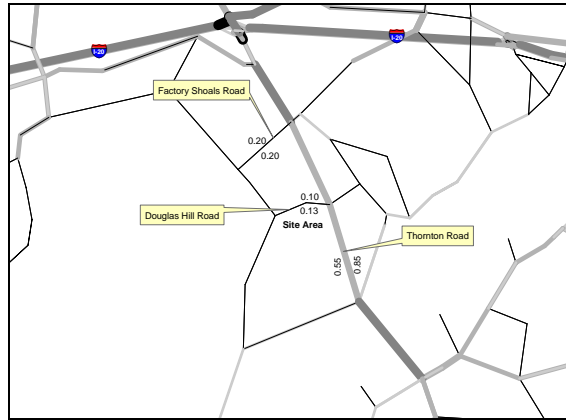 I-20
I-20
Factory Shoals Road
0.20
0.20
0.10
Douglas Hill Road
0.13
Site Area
Thornton Road
0.55
0.85